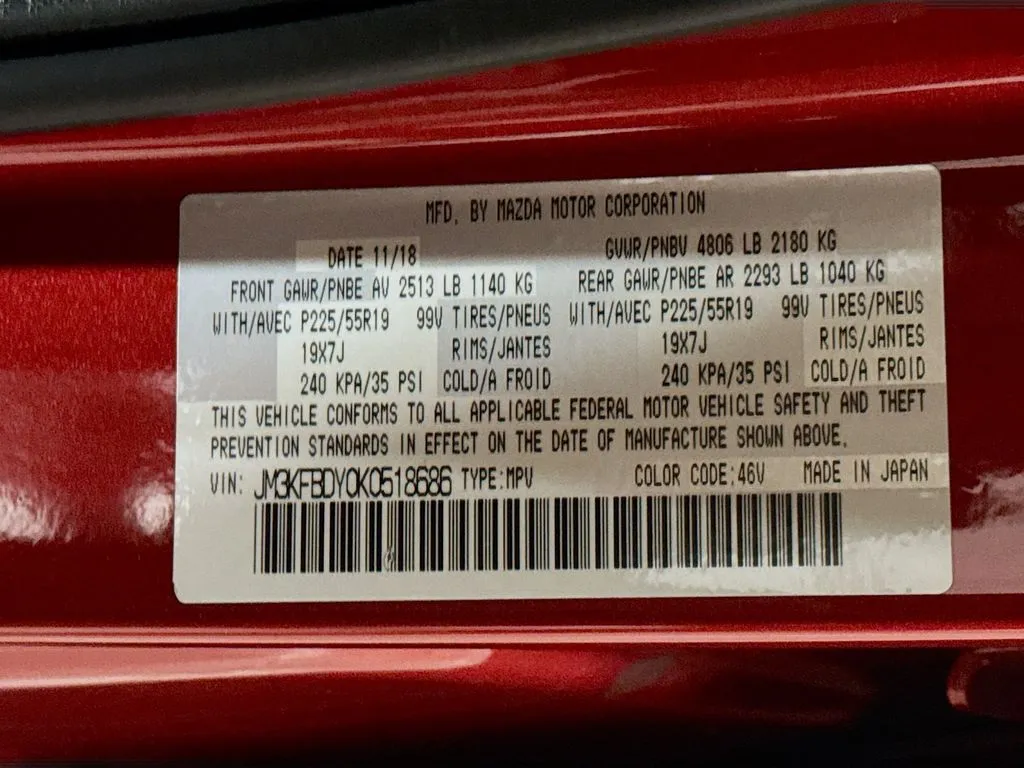 MFD. BY MAZDA MOTOR CORPORATION
DATE 11/18 GVWR/PNBV 4806 LB 2180 KG
FRONT GAWR/PNBE AV 2513 LB 1140 KG REAR GAWR/PNBE AR 2293 LB 1040 KG
WITH/AVEC P225/55R19 99V TIRES/PNEUS WITH/AVEC P225/55R19 99V TIRES/PNEUS
19X7J RIMS/JANTES 19X7J RIMS/JANTES
240 KPA/35 PSI COLD/A FROID 240 KPA/35 PSI COLD/A FROID
THIS VEHICLE CONFORMS TO ALL APPLICABLE FEDERAL MOTOR VEHICLE SAFETY AND THEFT
PREVENTION STANDARDS IN EFFECT ON THE DATE OF MANUFACTURE SHOWN ABOVE.
VIN: JM3KFBDY0K0518686 TYPE:MPV COLOR CODE:46V MADE IN JAPAN